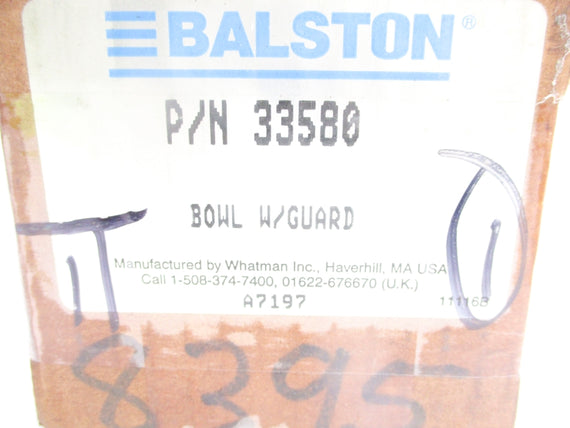 BALSTON®
P/N 33580
BOWL W/GUARD
Manufactured by Whatman Inc., Haverhill, MA USA
Call 1-508-374-7400, 01622-676670 (U.K.)
A7197 11116B
8395